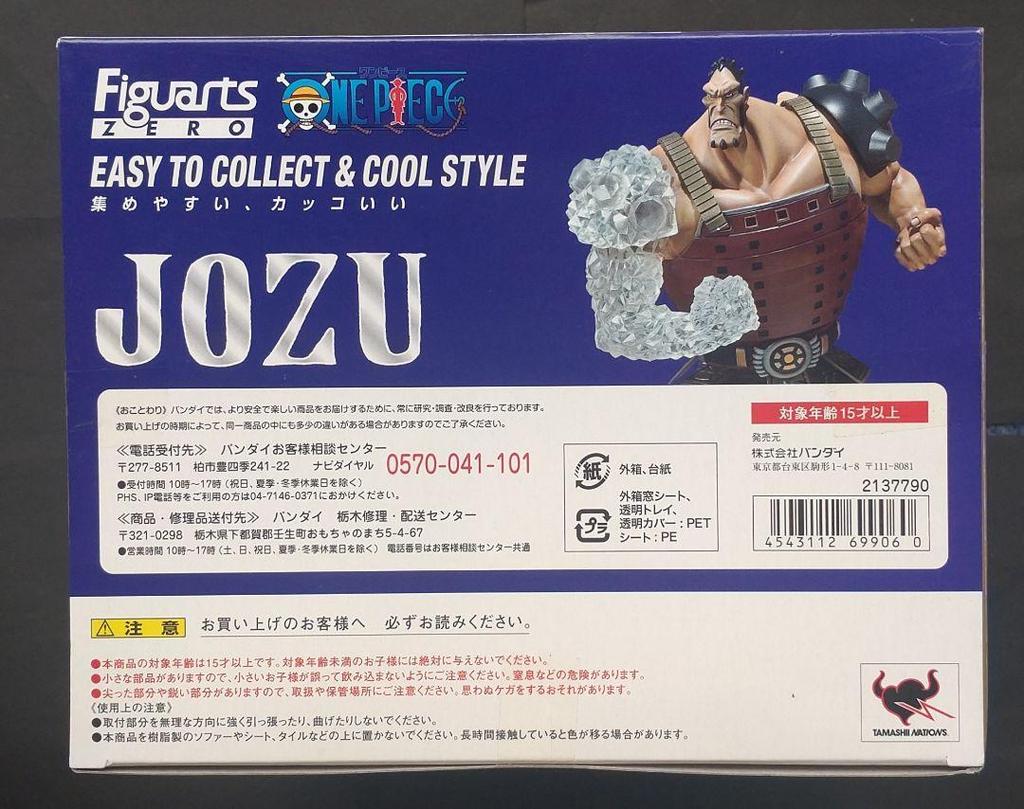 Figuarts
ZERO
ワンピース
ONE PIECE
EASY TO COLLECT & COOL STYLE
集めやすい、カッコいい
JOZU
《おことわり》バンダイでは、より安全で楽しい商品をお届けするために、常に研究・調査・改良を行っております。
お買い上げの時期によって、同一商品の中にも多少の違いがある場合がありますのでご了承ください。
≪電話受付先≫ バンダイお客様相談センター
〒277-8511 柏市豊四季241-22 ナビダイヤル 0570-041-101
●受付時間 10時〜17時 (祝日、夏季・冬季休業日を除く)
PHS、IP電話等をご利用の方は04-7146-0371におかけください。
≪商品・修理品送付先≫ バンダイ 栃木修理・配送センター
〒321-0298 栃木県下都賀郡壬生町おもちゃのまち5-4-67
●営業時間 10時〜17時 (土、日、祝日、夏季・冬季休業日を除く) 電話番号はお客様相談センター共通
紙
外箱、台紙
プラ
外箱窓シート、
透明トレイ、
透明カバー:PET
シート:PE
対象年齢15才以上
発売元
株式会社バンダイ
東京都台東区駒形1-4-8 〒111-8081
2137790
4543112 69906 0
注意 お買い上げのお客様へ 必ずお読みください。
●本商品の対象年齢は15才以上です。対象年齢未満のお子様には絶対に与えないでください。
●小さな部品がありますので、小さいお子様が誤って飲み込まないようにご注意ください。窒息などの危険があります。
●尖った部分や鋭い部分がありますので、取扱や保管場所にご注意ください。思わぬケガをするおそれがあります。
《使用上の注意》
●取付部分を無理な方向に強く引っ張ったり、曲げたりしないでください。
●本商品を樹脂製のソファーやシート、タイルなどの上に置かないでください。長時間接触していると色が移る場合があります。
TAMASHII NATIONS